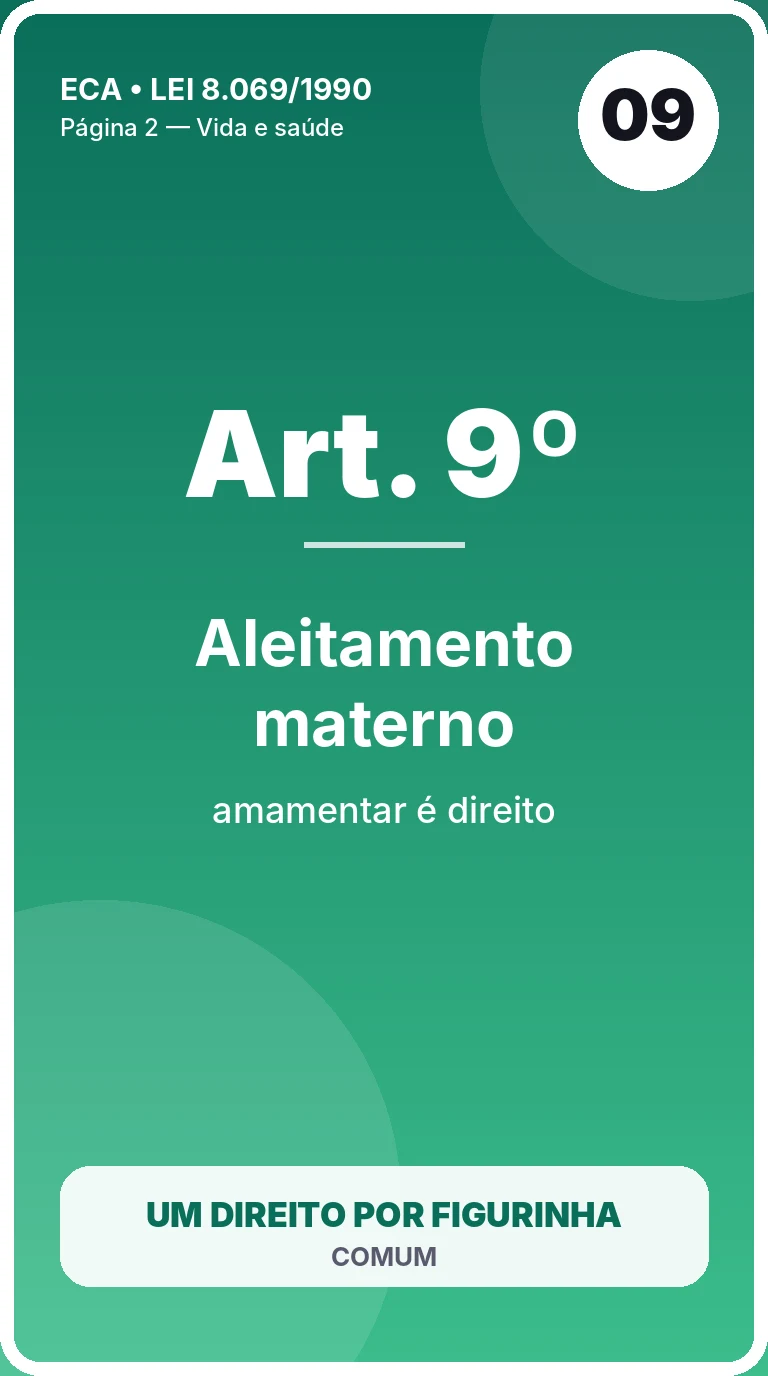 ECA • LEI 8.069/1990
Página 2 — Vida e saúde
09
Art. 9º
Aleitamento
materno
amamentar é direito
UM DIREITO POR FIGURINHA
COMUM